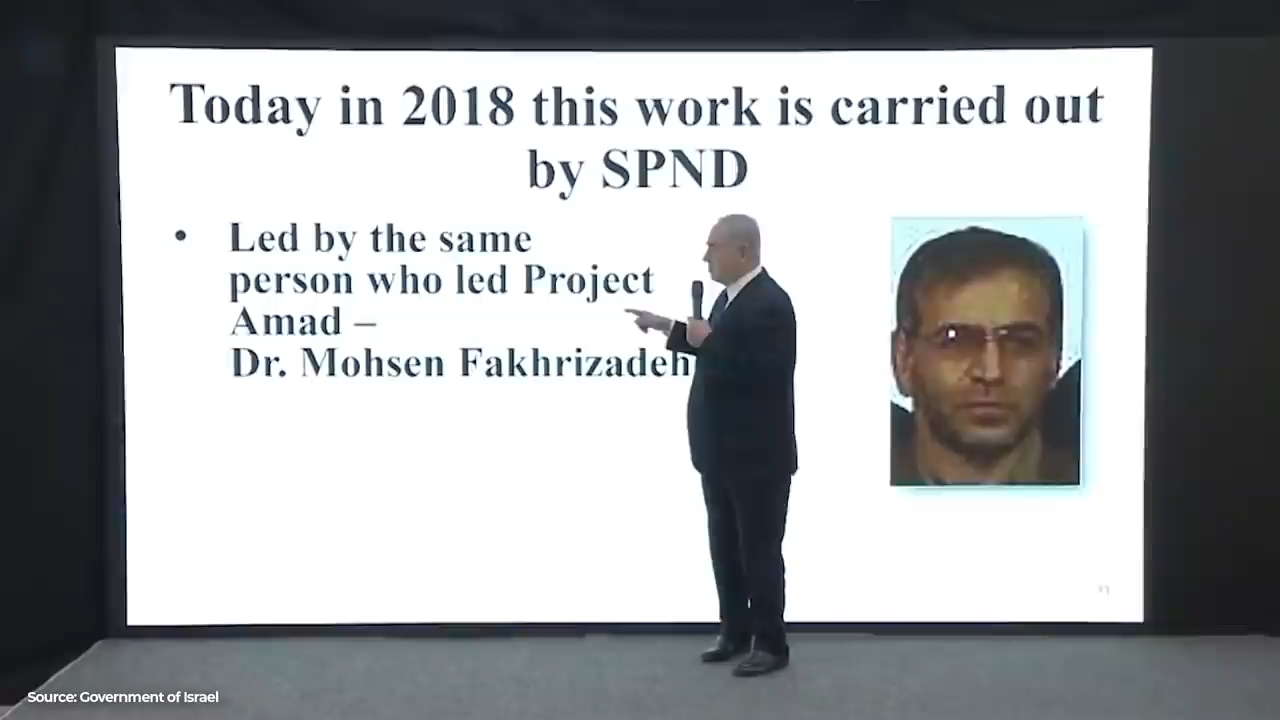 Today in 2018 this work is carried out
by SPND
• Led by the same
person who led Project
Amad –
Dr. Mohsen Fakhrizadeh
Source: Government of Israel